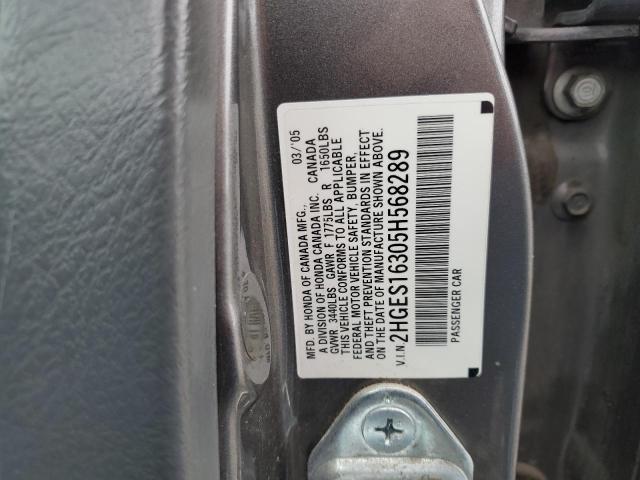 MFD. BY HONDA OF CANADA MFG., 03/'05
A DIVISION OF HONDA CANADA INC. CANADA
GVWR 3440LBS GAWR F 1775LBS R 1650LBS
THIS VEHICLE CONFORMS TO ALL APPLICABLE
FEDERAL MOTOR VEHICLE SAFETY, BUMPER,
AND THEFT PREVENTION STANDARDS IN EFFECT
ON THE DATE OF MANUFACTURE SHOWN ABOVE.
V.I.N. 2HGES16305H568289
PASSENGER CAR